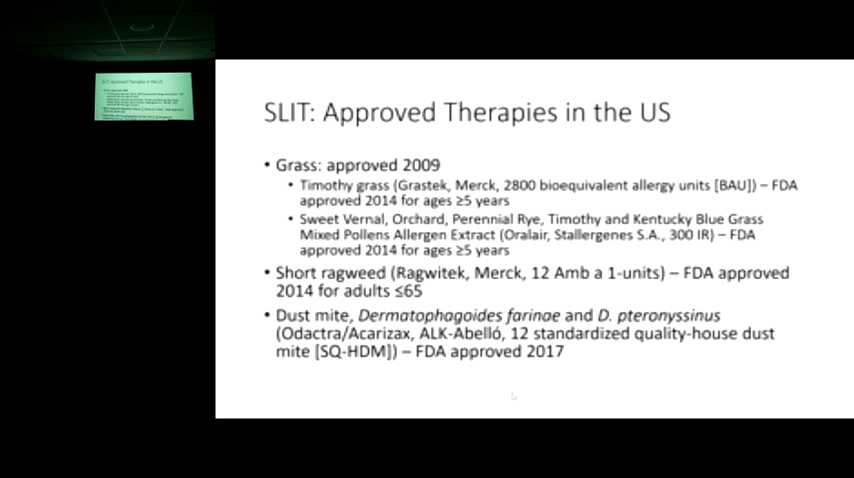 SLIT: Approved Therapies in the US
• Grass: approved 2009
• Timothy grass (Grastek, Merck, 2800 bioequivalent allergy units [BAU]) – FDA
approved 2014 for ages ≥5 years
• Sweet Vernal, Orchard, Perennial Rye, Timothy and Kentucky Blue Grass
Mixed Pollens Allergen Extract (Oralair, Stallergenes S.A., 300 IR) – FDA
approved 2014 for ages ≥5 years
• Short ragweed (Ragwitek, Merck, 12 Amb a 1-units) – FDA approved
2014 for adults ≤65
• Dust mite, Dermatophagoides farinae and D. pteronyssinus
(Odactra/Acarizax, ALK-Abelló, 12 standardized quality-house dust
mite [SQ-HDM]) – FDA approved 2017